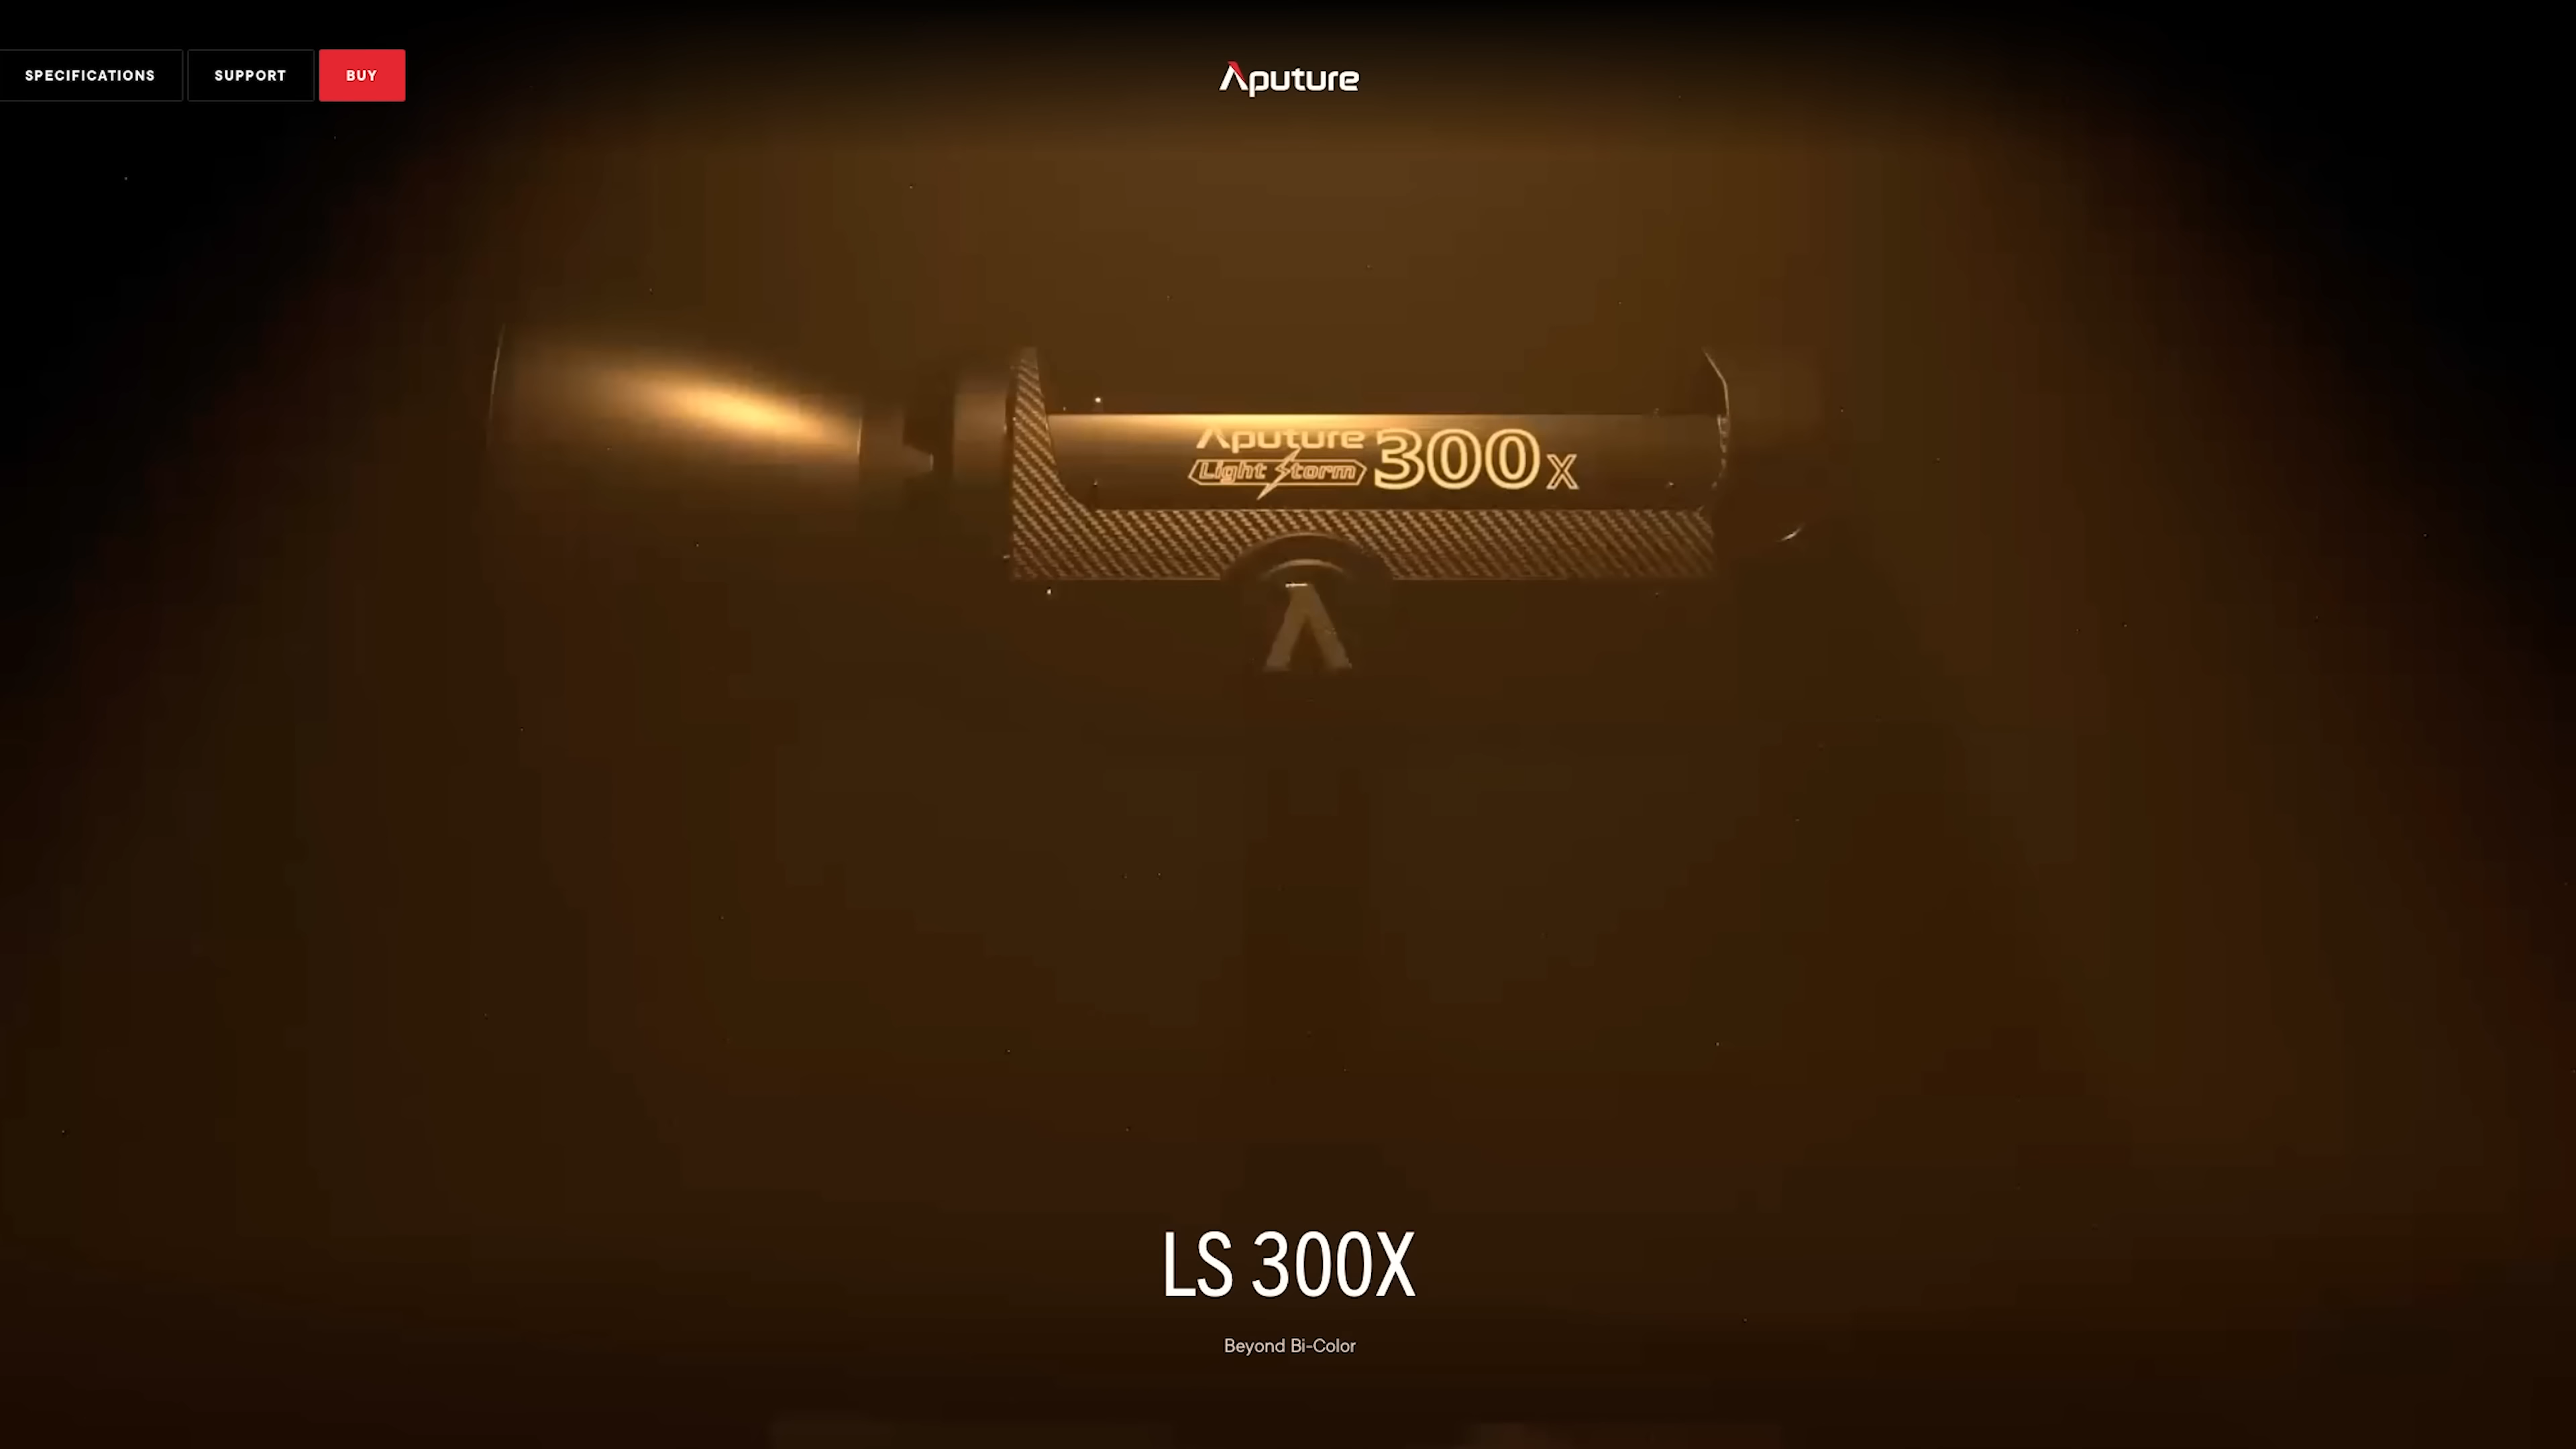 SPECIFICATIONS
SUPPORT
BUY
Aputure
Aputure
Light Storm
300x
LS 300X
Beyond Bi-Color